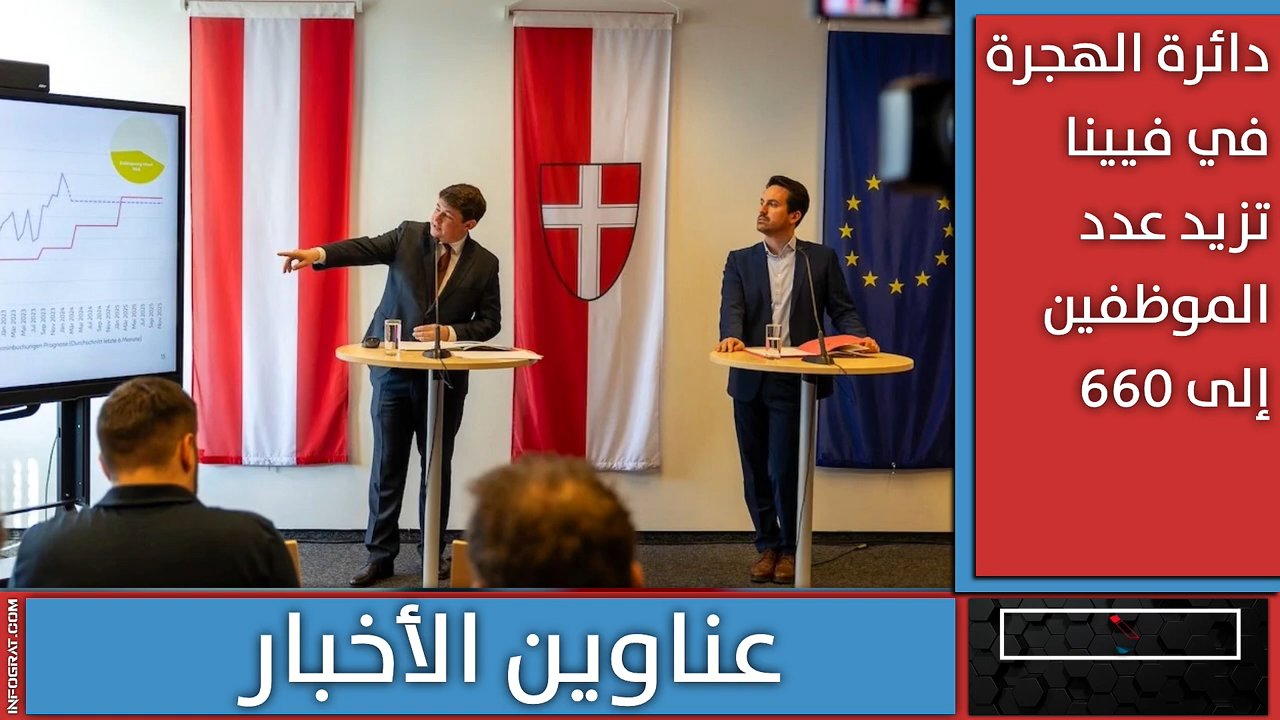 دائرة الهجرة
في فيينا
تزيد عدد
الموظفين
إلى 660
عناوين الأخبار
INFOGRAT.COM